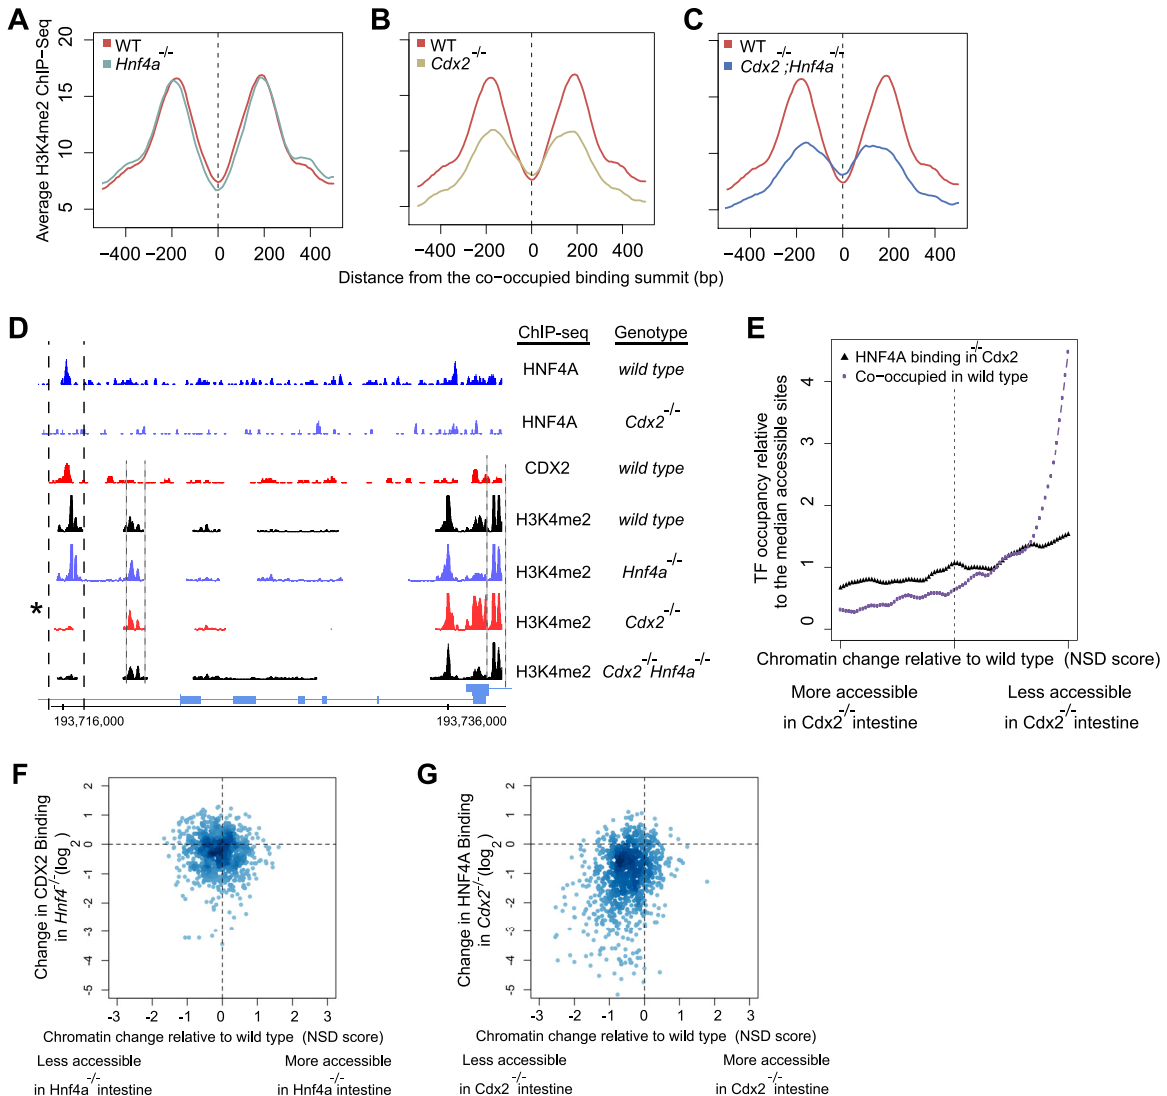 A
B
C
Average H3K4me2 ChIP−Seq
20
15
10
5
WT
Hnf4a-/-
WT
Cdx2-/-
WT
Cdx2-/-;Hnf4a-/-
−400 −200 0 200 400
−400 −200 0 200 400
−400 −200 0 200 400
Distance from the co-occupied binding summit (bp)
D
ChIP-seq Genotype
HNF4A wild type
HNF4A Cdx2-/-
CDX2 wild type
H3K4me2 wild type
H3K4me2 Hnf4a-/-
* H3K4me2 Cdx2-/-
H3K4me2 Cdx2-/-Hnf4a-/-
193,716,000 193,736,000
E
HNF4A binding in Cdx2-/-
Co−occupied in wild type
TF occupancy relative
to the median accessible sites
4
3
2
1
0
Chromatin change relative to wild type (NSD score)
More accessible
in Cdx2-/- intestine
Less accessible
in Cdx2-/- intestine
F
Change in CDX2 Binding
in Hnf4-/-(log2)
2
1
0
-1
-2
-3
-4
-5
-3 -2 -1 0 1 2 3
Chromatin change relative to wild type (NSD score)
Less accessible
in Hnf4a-/-intestine
More accessible
in Hnf4a-/-intestine
G
Change in HNF4A Binding
in Cdx2-/-(log2)
2
1
0
-1
-2
-3
-4
-5
-3 -2 -1 0 1 2 3
Chromatin change relative to wild type (NSD score)
Less accessible
in Cdx2-/- intestine
More accessible
in Cdx2-/- intestine